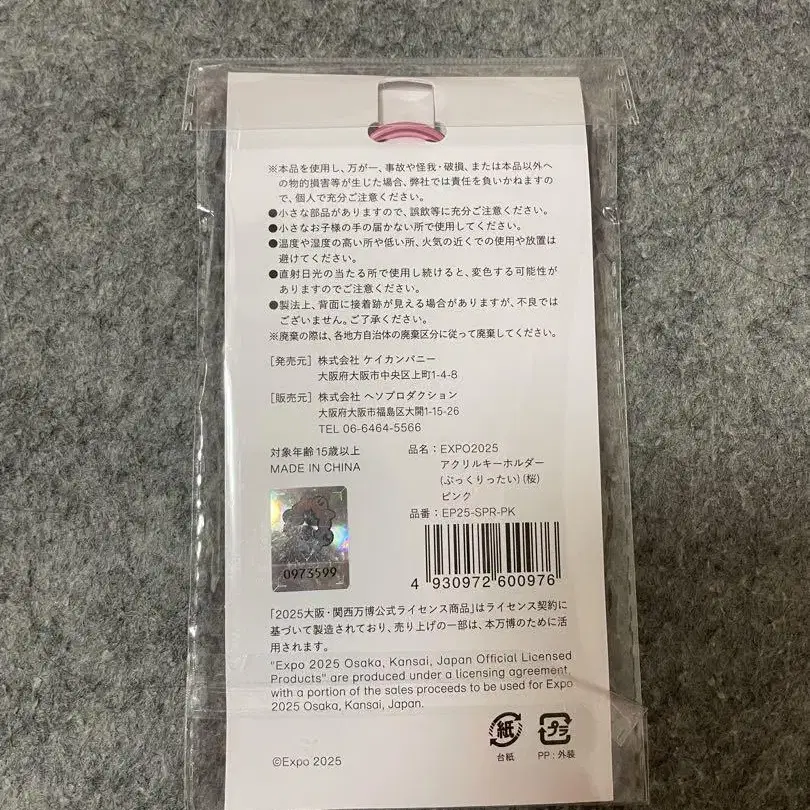 ※本品を使用し、万が一、事故や怪我・破損、または本品以外へ
の物的損害等が生じた場合、弊社では責任を負いかねますの
で、個人で充分ご注意ください。
●小さな部品がありますので、誤飲等に充分ご注意ください。
●小さなお子様の手の届かない所で使用してください。
●温度や湿度の高い所や低い所、火気の近くでの使用や放置は
避けてください。
●直射日光の当たる所で使用し続けると、変色する可能性が
ありますのでご注意ください。
●製法上、背面に接着跡が見える場合がありますが、不良では
ございません。ご了承ください。
※廃棄の際は、各地方自治体の廃棄区分に従って廃棄してください。
[発売元] 株式会社 ケイカンパニー
大阪府大阪市中央区上町1-4-8
[販売元] 株式会社 ヘソプロダクション
大阪府大阪市福島区大開1-15-26
TEL 06-6464-5566
対象年齢15歳以上
MADE IN CHINA
品名：EXPO2025
アクリルキーホルダー
(ぷっくりったい)(桜)
ピンク
品番：EP25-SPR-PK
0973599
4 930972 600976
「2025大阪・関西万博公式ライセンス商品」はライセンス契約に
基づいて製造されており、売り上げの一部は、本万博のために活
用されます。
"Expo 2025 Osaka, Kansai, Japan Official Licensed
Products" are produced under a licensing agreement,
with a portion of the sales proceeds to be used for Expo
2025 Osaka, Kansai, Japan.
紙
台紙
プラ
PP：外装
©Expo 2025